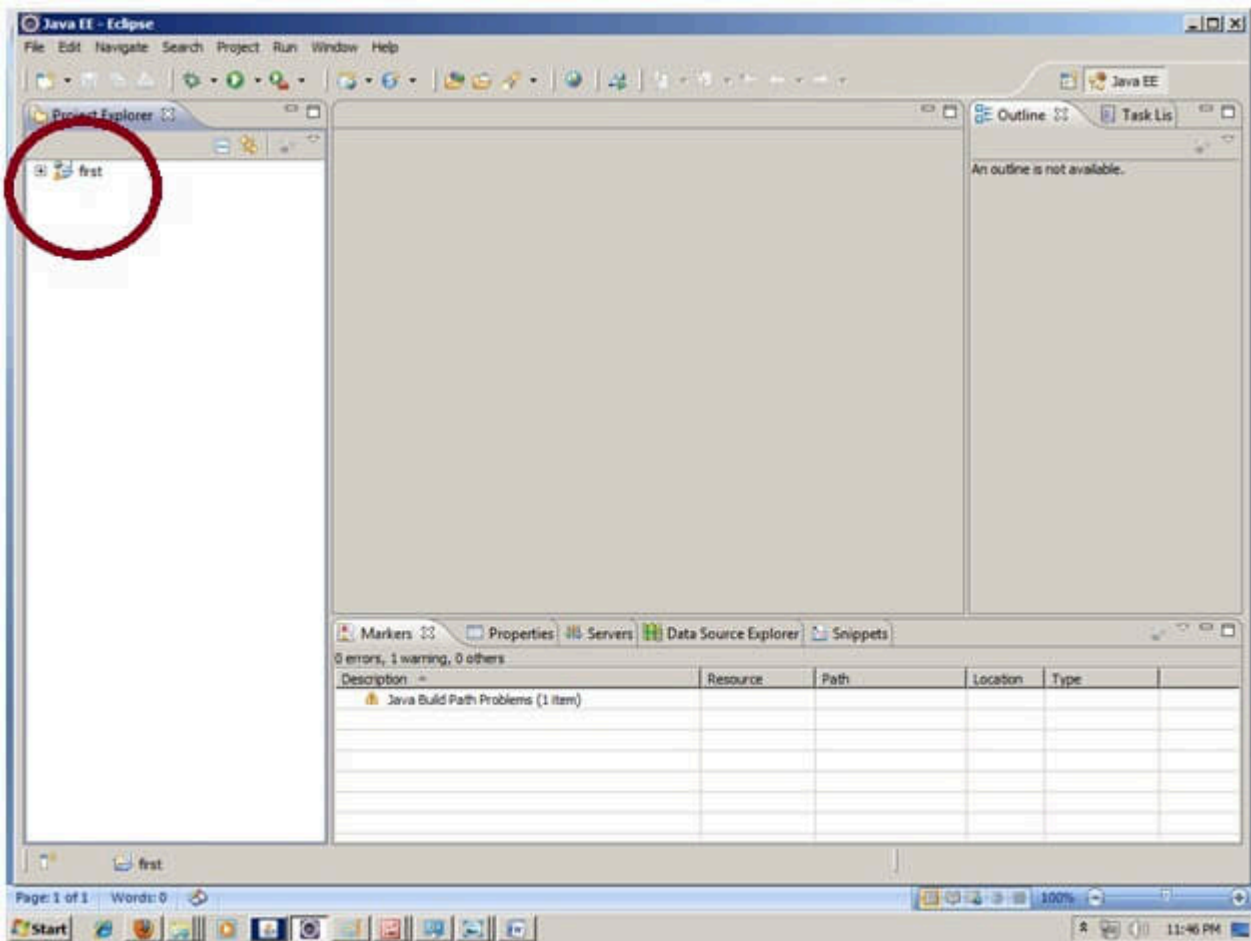 Java EE - Eclipse
File Edit Navigate Search Project Run Window Help
Java EE
Project Explorer
Outline
Task Lis
first
An outline is not available.
Markers
Properties
Servers
Data Source Explorer
Snippets
0 errors, 1 warning, 0 others
Description
Resource
Path
Location
Type
Java Build Path Problems (1 item)
first
Page: 1 of 1
Words: 0
100%
Start
11:46 PM